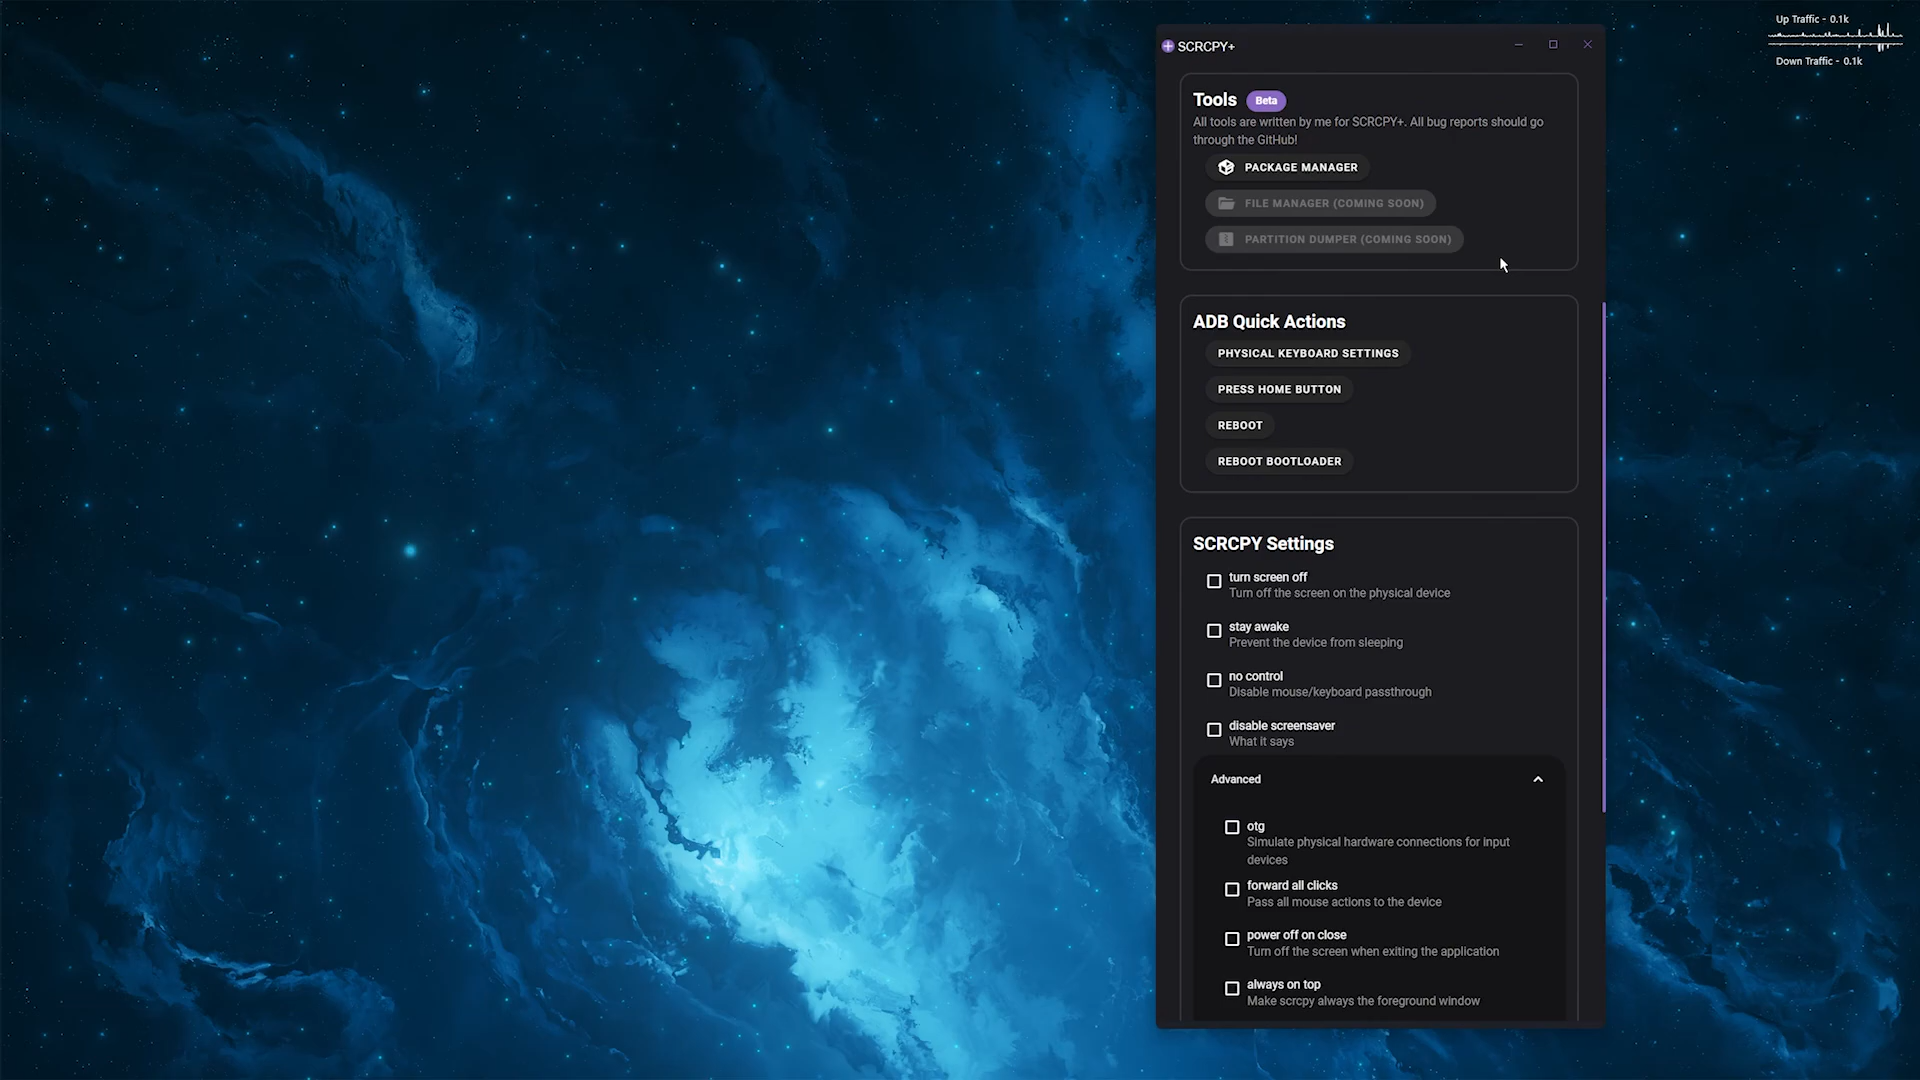 Up Traffic - 0.1k
Down Traffic - 0.1k
SCRCPY+
Tools Beta
All tools are written by me for SCRCPY+. All bug reports should go
through the GitHub!
PACKAGE MANAGER
FILE MANAGER (COMING SOON)
PARTITION DUMPER (COMING SOON)
ADB Quick Actions
PHYSICAL KEYBOARD SETTINGS
PRESS HOME BUTTON
REBOOT
REBOOT BOOTLOADER
SCRCPY Settings
turn screen off
Turn off the screen on the physical device
stay awake
Prevent the device from sleeping
no control
Disable mouse/keyboard passthrough
disable screensaver
What it says
Advanced
otg
Simulate physical hardware connections for input
devices
forward all clicks
Pass all mouse actions to the device
power off on close
Turn off the screen when exiting the application
always on top
Make scrcpy always the foreground window